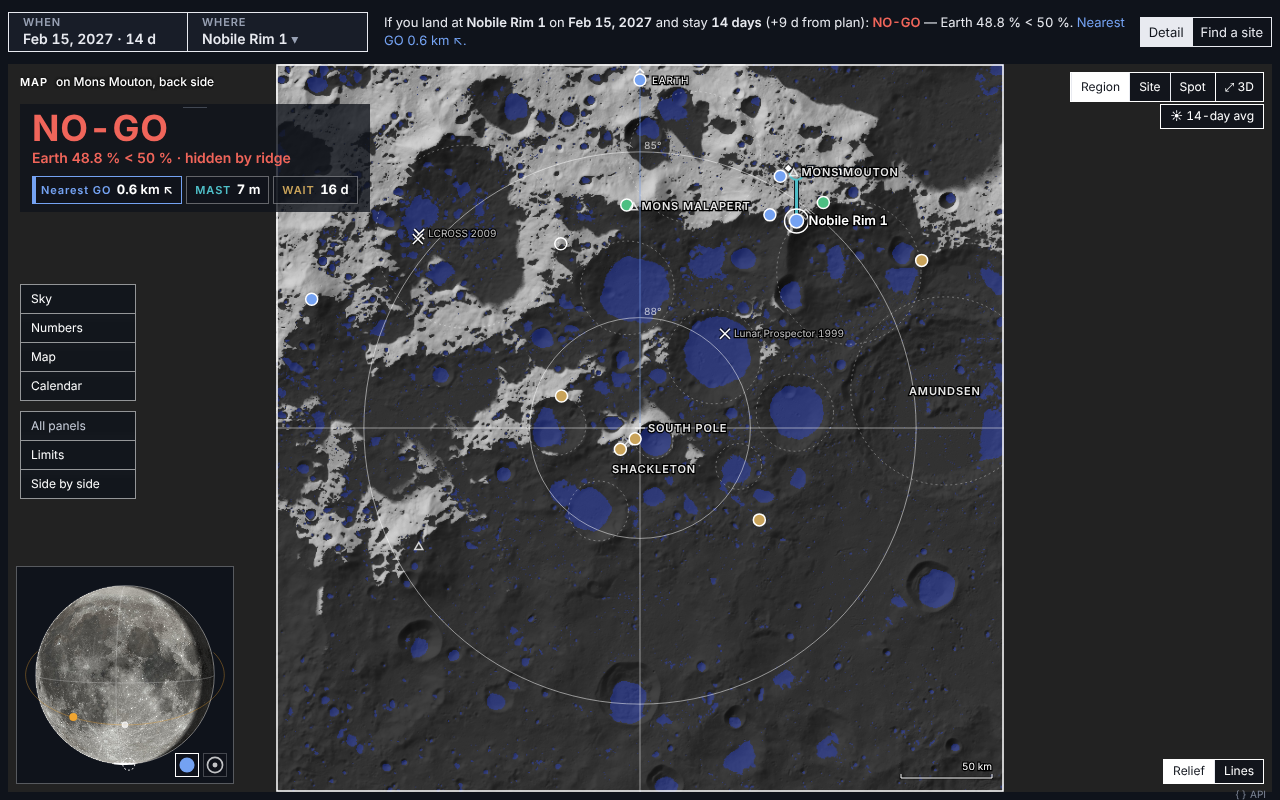 WHEN
Feb 15, 2027 · 14 d
WHERE
Nobile Rim 1 ▾
If you land at Nobile Rim 1 on Feb 15, 2027 and stay 14 days (+9 d from plan): NO-GO — Earth 48.8 % < 50 %. Nearest
GO 0.6 km ↖.
Detail
Find a site
MAP on Mons Mouton, back side
NO-GO
Earth 48.8 % < 50 % · hidden by ridge
Nearest GO 0.6 km ↖
MAST 7 m
WAIT 16 d
Region
Site
Spot
⤢ 3D
☀ 14-day avg
EARTH
85°
MONS MOUTON
MONS MALAPERT
Nobile Rim 1
LCROSS 2009
88°
Lunar Prospector 1999
AMUNDSEN
SOUTH POLE
SHACKLETON
Sky
Numbers
Map
Calendar
All panels
Limits
Side by side
50 km
Relief
Lines
{ } API